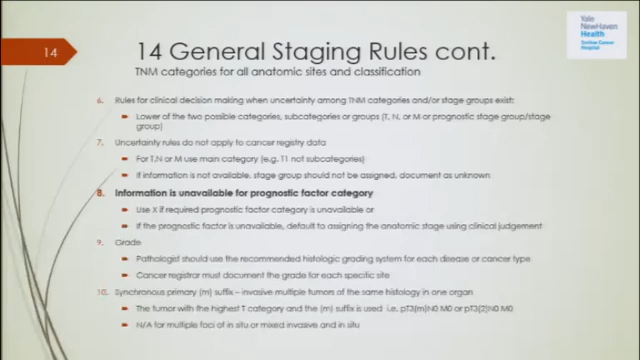 14
14 General Staging Rules cont.
TNM categories for all anatomic sites and classification
Yale
NewHaven
Health
Smilow Cancer
Hospital
6. Rules for clinical decision making when uncertainty among TNM categories and/or stage groups exist:
Lower of the two possible categories, subcategories or groups (T, N, or M or prognostic stage group/stage
group)
7. Uncertainty rules do not apply to cancer registry data
For T,N or M use main category (e.g. T1 not subcategories)
If information is not available, stage group should not be assigned, document as unknown
8. Information is unavailable for prognostic factor category
Use X if required prognostic factor category is unavailable or
If the prognostic factor is unavailable, default to assigning the anatomic stage using clinical judgement
9. Grade
Pathologist should use the recommended histologic grading system for each disease or cancer type
Cancer registrar must document the grade for each specific site
10. Synchronous primary (m) suffix – invasive multiple tumors of the same histology in one organ
The tumor with the highest T category and the (m) suffix is used i.e. pT3(m)N0 M0 or pT3(2)N0 M0
N/A for multiple foci of in situ or mixed invasive and in situ